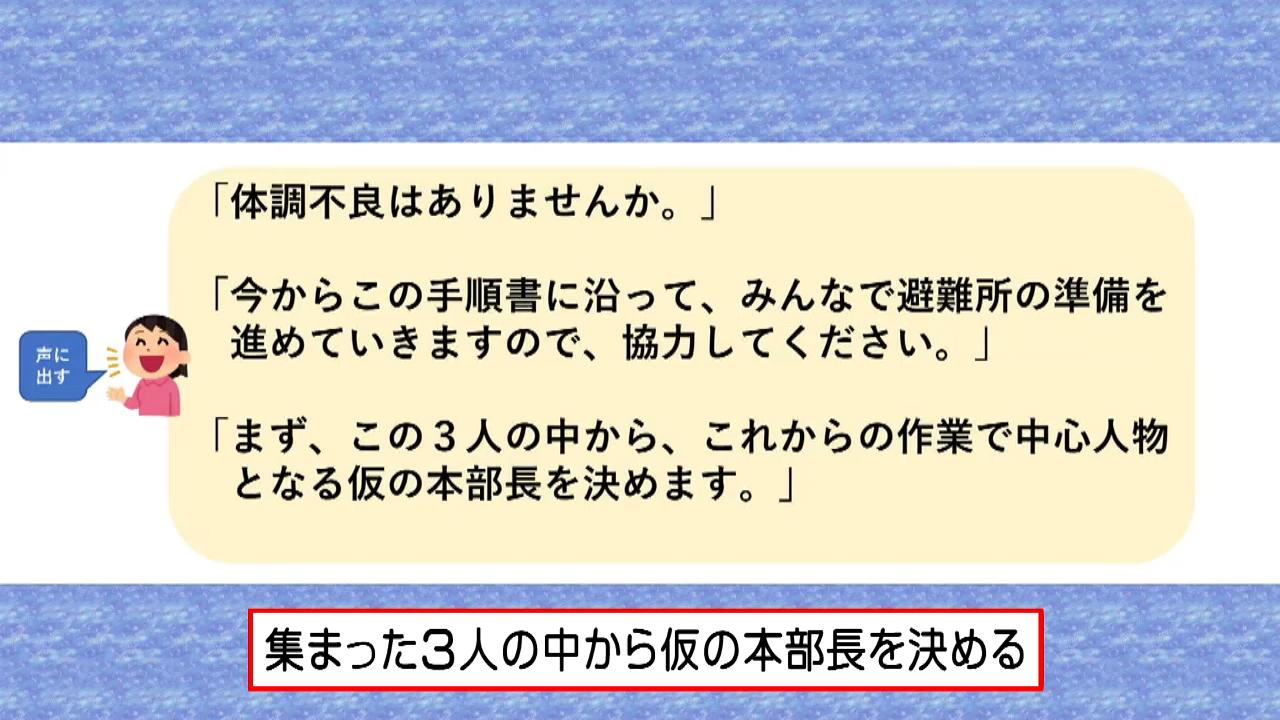 「体調不良はありませんか。」
「今からこの手順書に沿って、みんなで避難所の準備を
進めていきますので、協力してください。」
声に
出す
「まず、この３人の中から、これからの作業で中心人物
となる仮の本部長を決めます。」
集まった３人の中から仮の本部長を決める